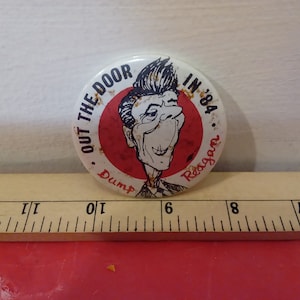 • OUT THE DOOR IN '84 •
Dump Reagan
11 10 9 8